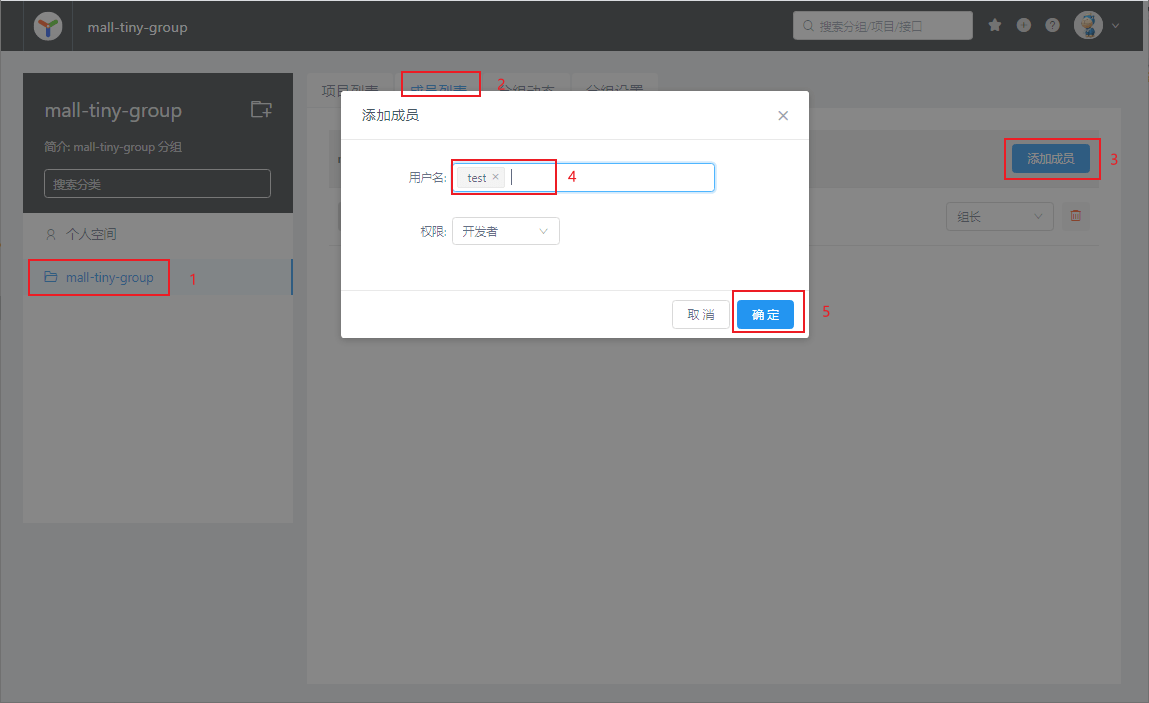 mall-tiny-group
搜索分组/项目/接口
mall-tiny-group
简介: mall-tiny-group 分组
搜索分类
个人空间
mall-tiny-group
1
项目列表
成员列表
2
分组动态
分组设置
添加成员
3
添加成员
用户名:
test
4
权限:
开发者
取 消
确 定
5
组长